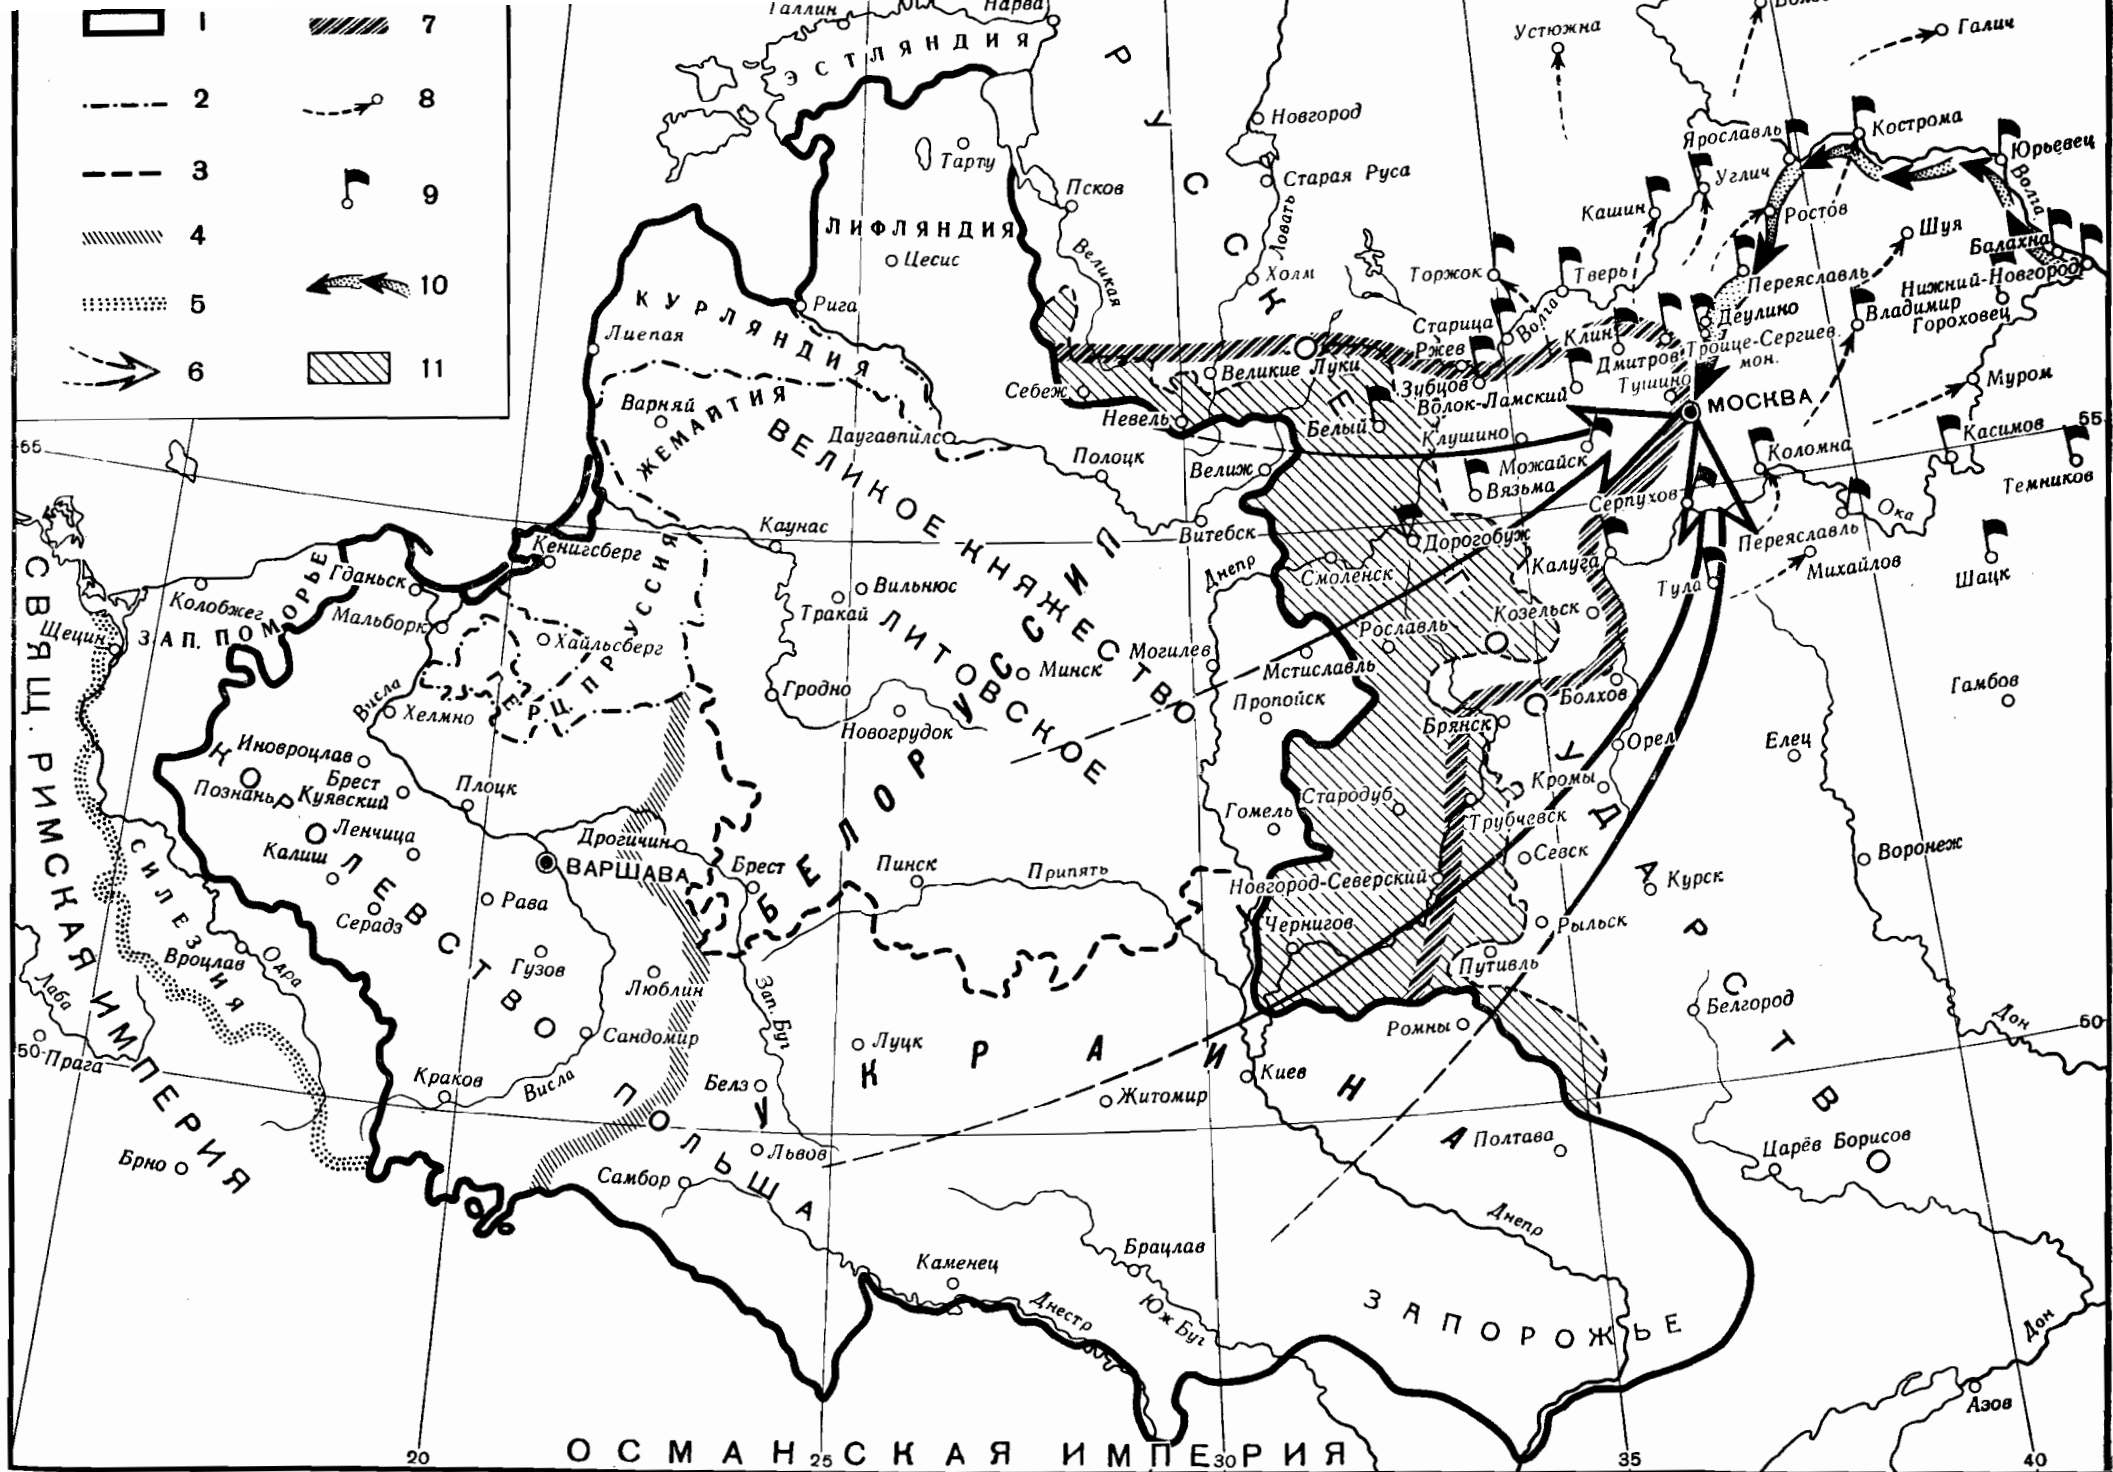 1
2
3
4
5
6
7
8
9
10
11
Таллин
Нарва
ЭСТЛЯНДИЯ
Тарту
ЛИФЛЯНДИЯ
Цесис
Рига
КУРЛЯНДИЯ
Лиепая
Варняй
ЖЕМАЙТИЯ
Даугавпилс
ВЕЛИКОЕ КНЯЖЕСТВО
ЛИТОВСКОЕ
Псков
Великая
Новгород
Старая Руса
Ловать
Холм
РУССКОЕ
ГОСУДАРСТВО
Устюжна
Галич
Ярославль
Кострома
Юрьевец
Волга
Углич
Кашин
Ростов
Шуя
Балахна
Нижний-Новгород
Торжок
Тверь
Переяславль
Владимир
Гороховец
Деулино
Старица
Волга
Клин
Ржев
Дмитров
Троице-Сергиев.
мон.
Великие Луки
Зубцов
Тушино
Муром
Себеж
Волок-Ламский
МОСКВА
Невель
Белый
Клушино
Касимов
55
55
Полоцк
Велиж
Можайск
Коломна
Вязьма
Серпухов
Темников
Ока
Витебск
Дорогобуж
Переяславль
Каунас
Кенигсберг
Днепр
Смоленск
Калуга
Михайлов
Шацк
Тула
Гданьск
Вильнюс
Тракай
Козельск
Колобжег
Мальборк
Щецин
ЗАП. ПОМОРЬЕ
Хайльсберг
ГЕРЦ. ПРУССИЯ
Рославль
Минск
Могилев
Мстиславль
Гродно
Пропойск
Болхов
Висла
Хелмно
Новогрудок
Брянск
Орел
Елец
Иновроцлав
Брест
Куявский
Плоцк
Познань
Кромы
Стародуб
Гомель
Ленчица
Калиш
Дрогичин
Трубчевск
ВАРШАВА
Брест
Пинск
Припять
Севск
Воронеж
Новгород-Северский
Курск
Серадз
Рава
Чернигов
Рыльск
КОРОЛЕВСТВО
ПОЛЬША
БЕЛОРУССИЯ
УКРАИНА
СВЯЩ. РИМСКАЯ ИМПЕРИЯ
СИЛЕЗИЯ
Вроцлав
Одра
Гузов
Люблин
Зап. Буг
Путивль
Лаба
Белгород
Дон
Прага
Сандомир
Луцк
Ромны
50
50
Краков
Висла
Белз
Житомир
Киев
Полтава
Царёв Борисов
Брно
Львов
Самбор
Днепр
Каменец
Брацлав
Днестр
Юж Буг
ЗАПОРОЖЬЕ
Дон
Азов
20
25
30
35
40
ОСМАНСКАЯ ИМПЕРИЯ